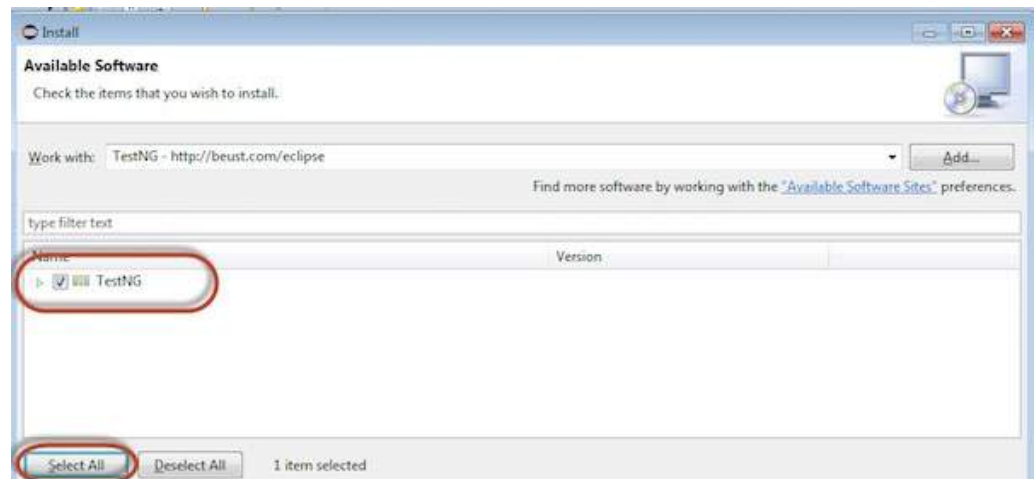 Install
Available Software
Check the items that you wish to install.
Work with: TestNG - http://beust.com/eclipse Add...
Find more software by working with the "Available Software Sites" preferences.
type filter text
Name Version
TestNG
Select All Deselect All 1 item selected